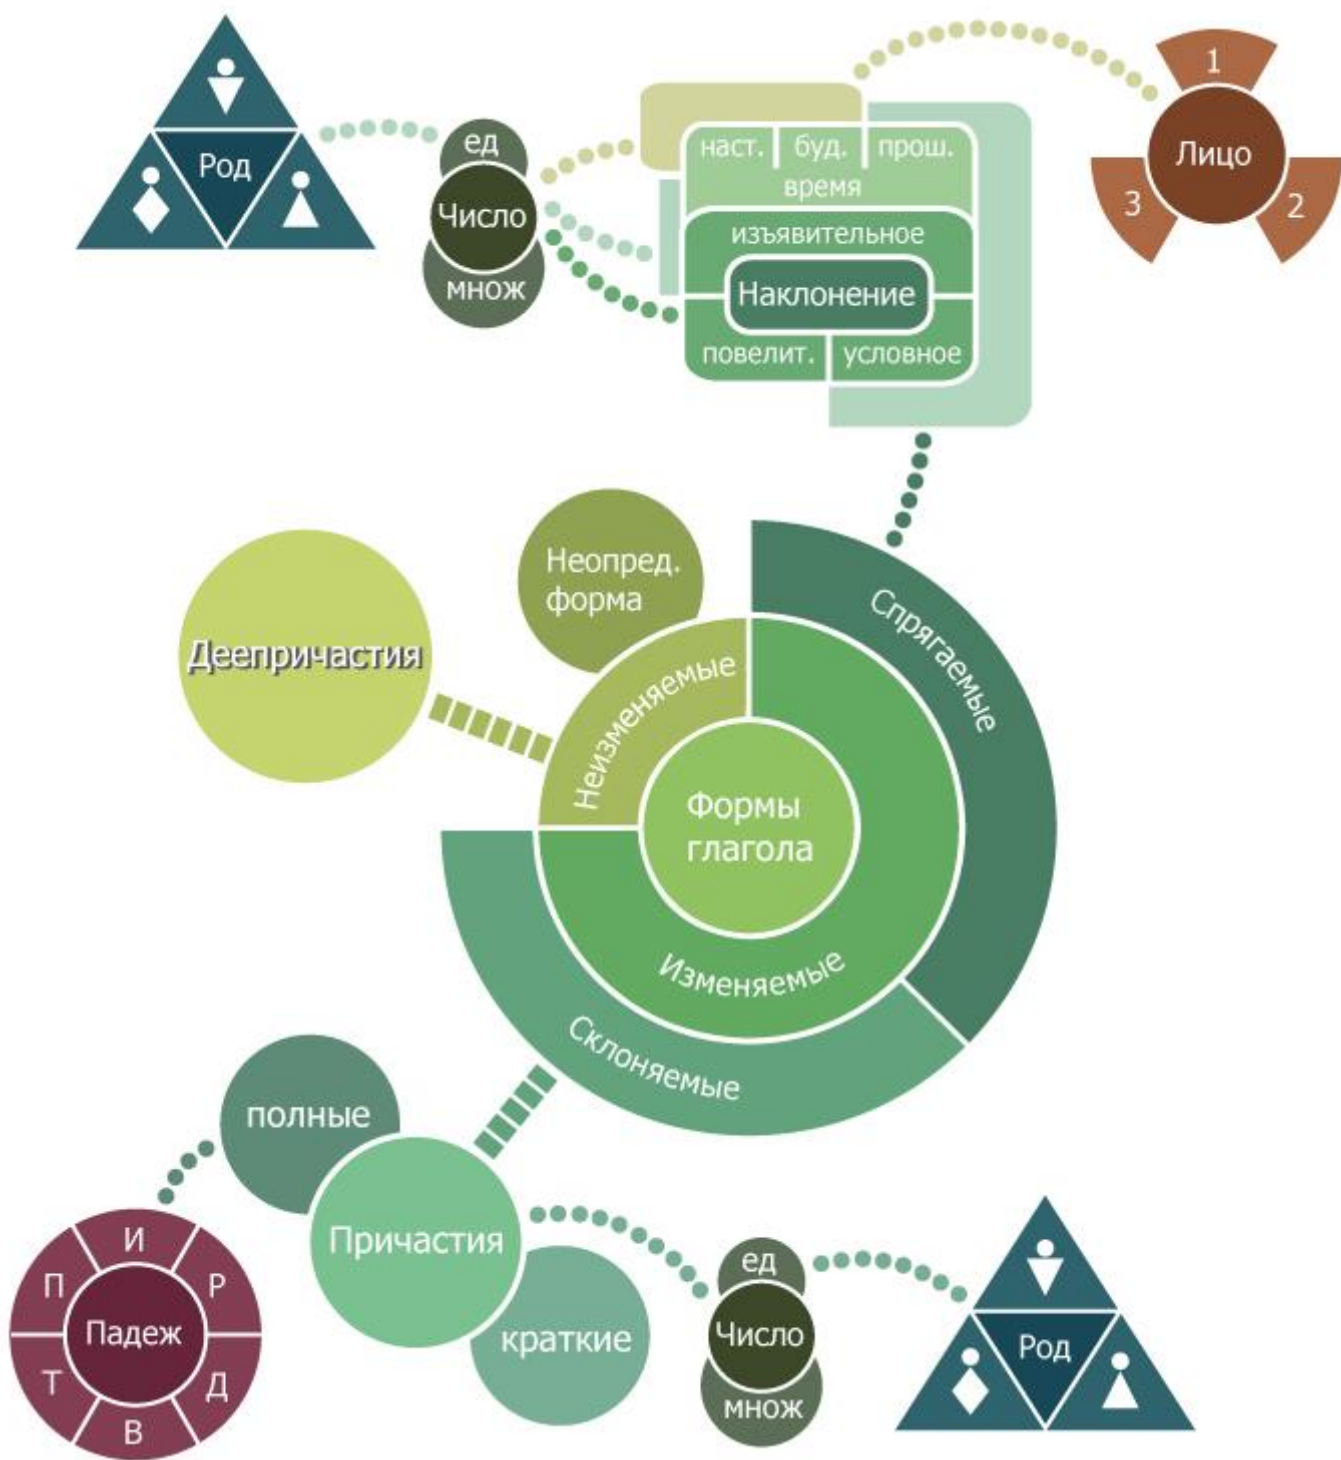 1
ед
Род
наст.
буд.
прош.
Лицо
время
3
2
Число
изъявительное
множ
Наклонение
повелит.
условное
Неопред.
форма
Спрягаемые
Деепричастия
Неизменяемые
Формы
глагола
Изменяемые
Склоняемые
полные
Причастия
И
П
Р
Падеж
Т
Д
В
краткие
ед
Число
множ
Род